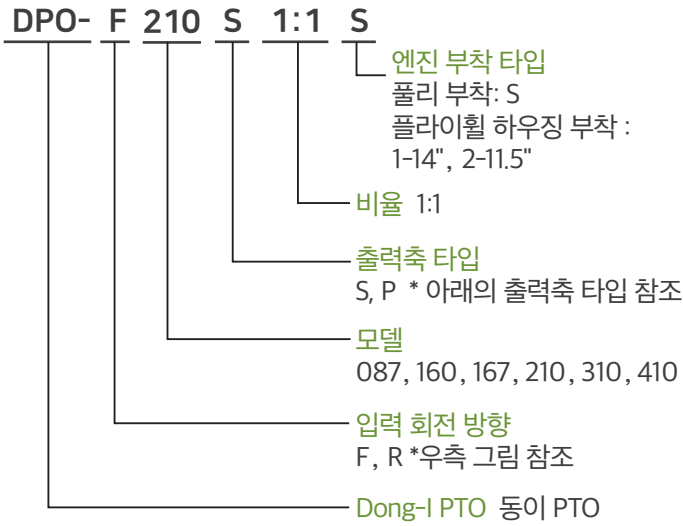 DPO- F 210 S 1:1 S
엔진 부착 타입
풀리 부착: S
플라이휠 하우징 부착 :
1-14", 2-11.5"
비율 1:1
출력축 타입
S, P * 아래의 출력축 타입 참조
모델
087, 160, 167, 210, 310, 410
입력 회전 방향
F, R *우측 그림 참조
Dong-I PTO 동이 PTO